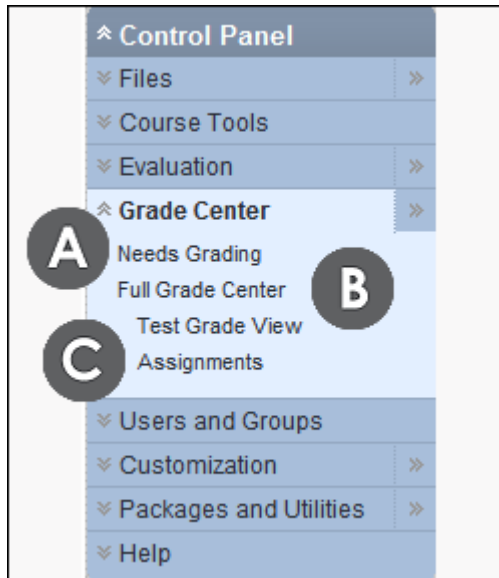 Control Panel
Files
Course Tools
Evaluation
Grade Center
A
Needs Grading
Full Grade Center
B
Test Grade View
C
Assignments
Users and Groups
Customization
Packages and Utilities
Help